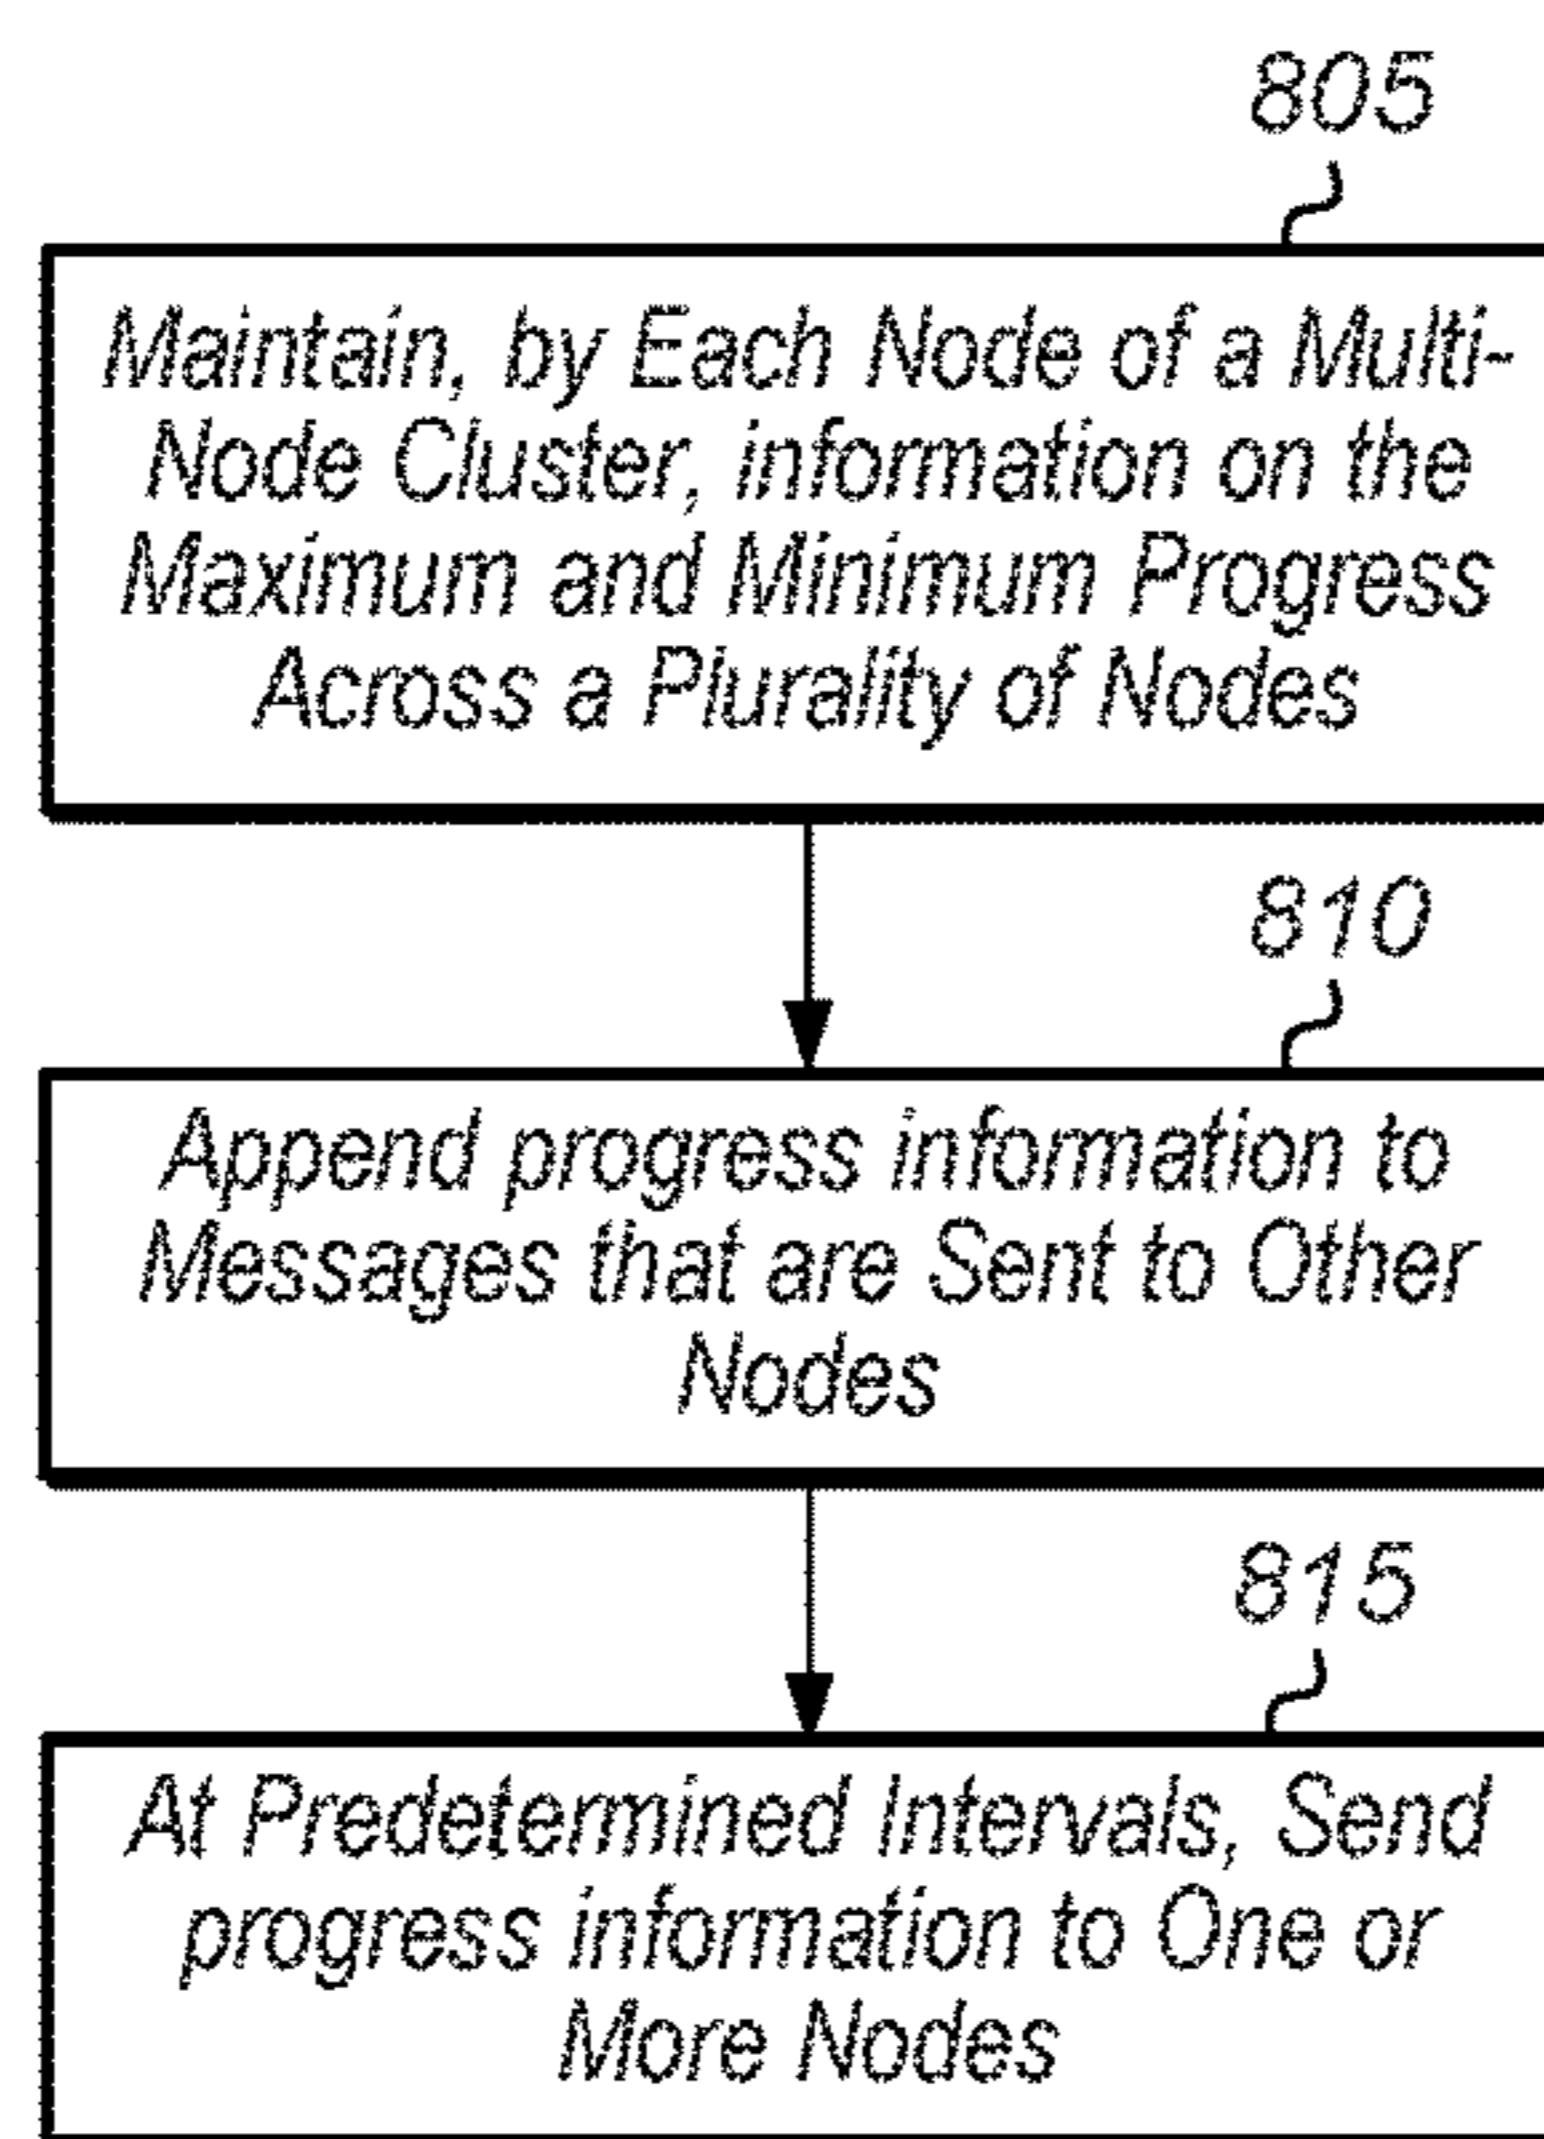 805
Maintain, by Each Node of a Multi-
Node Cluster, information on the
Maximum and Minimum Progress
Across a Plurality of Nodes
810
Append progress information to
Messages that are Sent to Other
Nodes
815
At Predetermined Intervals, Send
progress information to One or
More Nodes